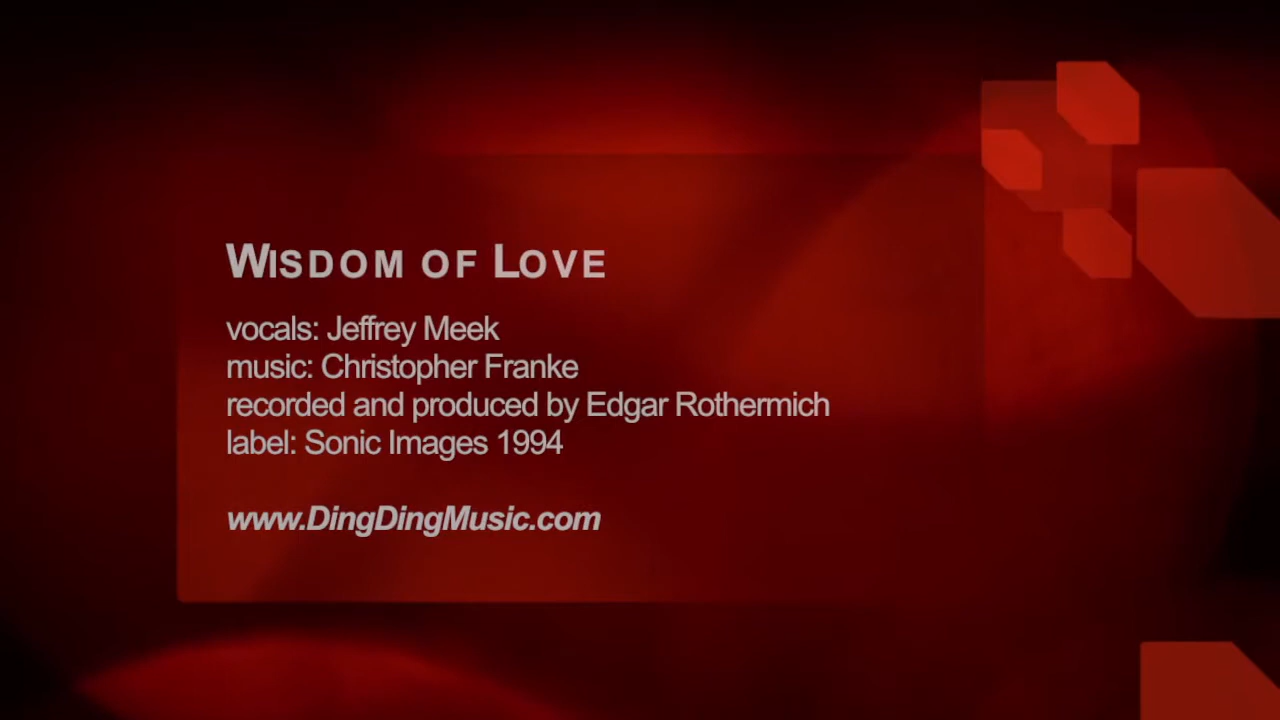 WISDOM OF LOVE
vocals: Jeffrey Meek
music: Christopher Franke
recorded and produced by Edgar Rothermich
label: Sonic Images 1994
www.DingDingMusic.com